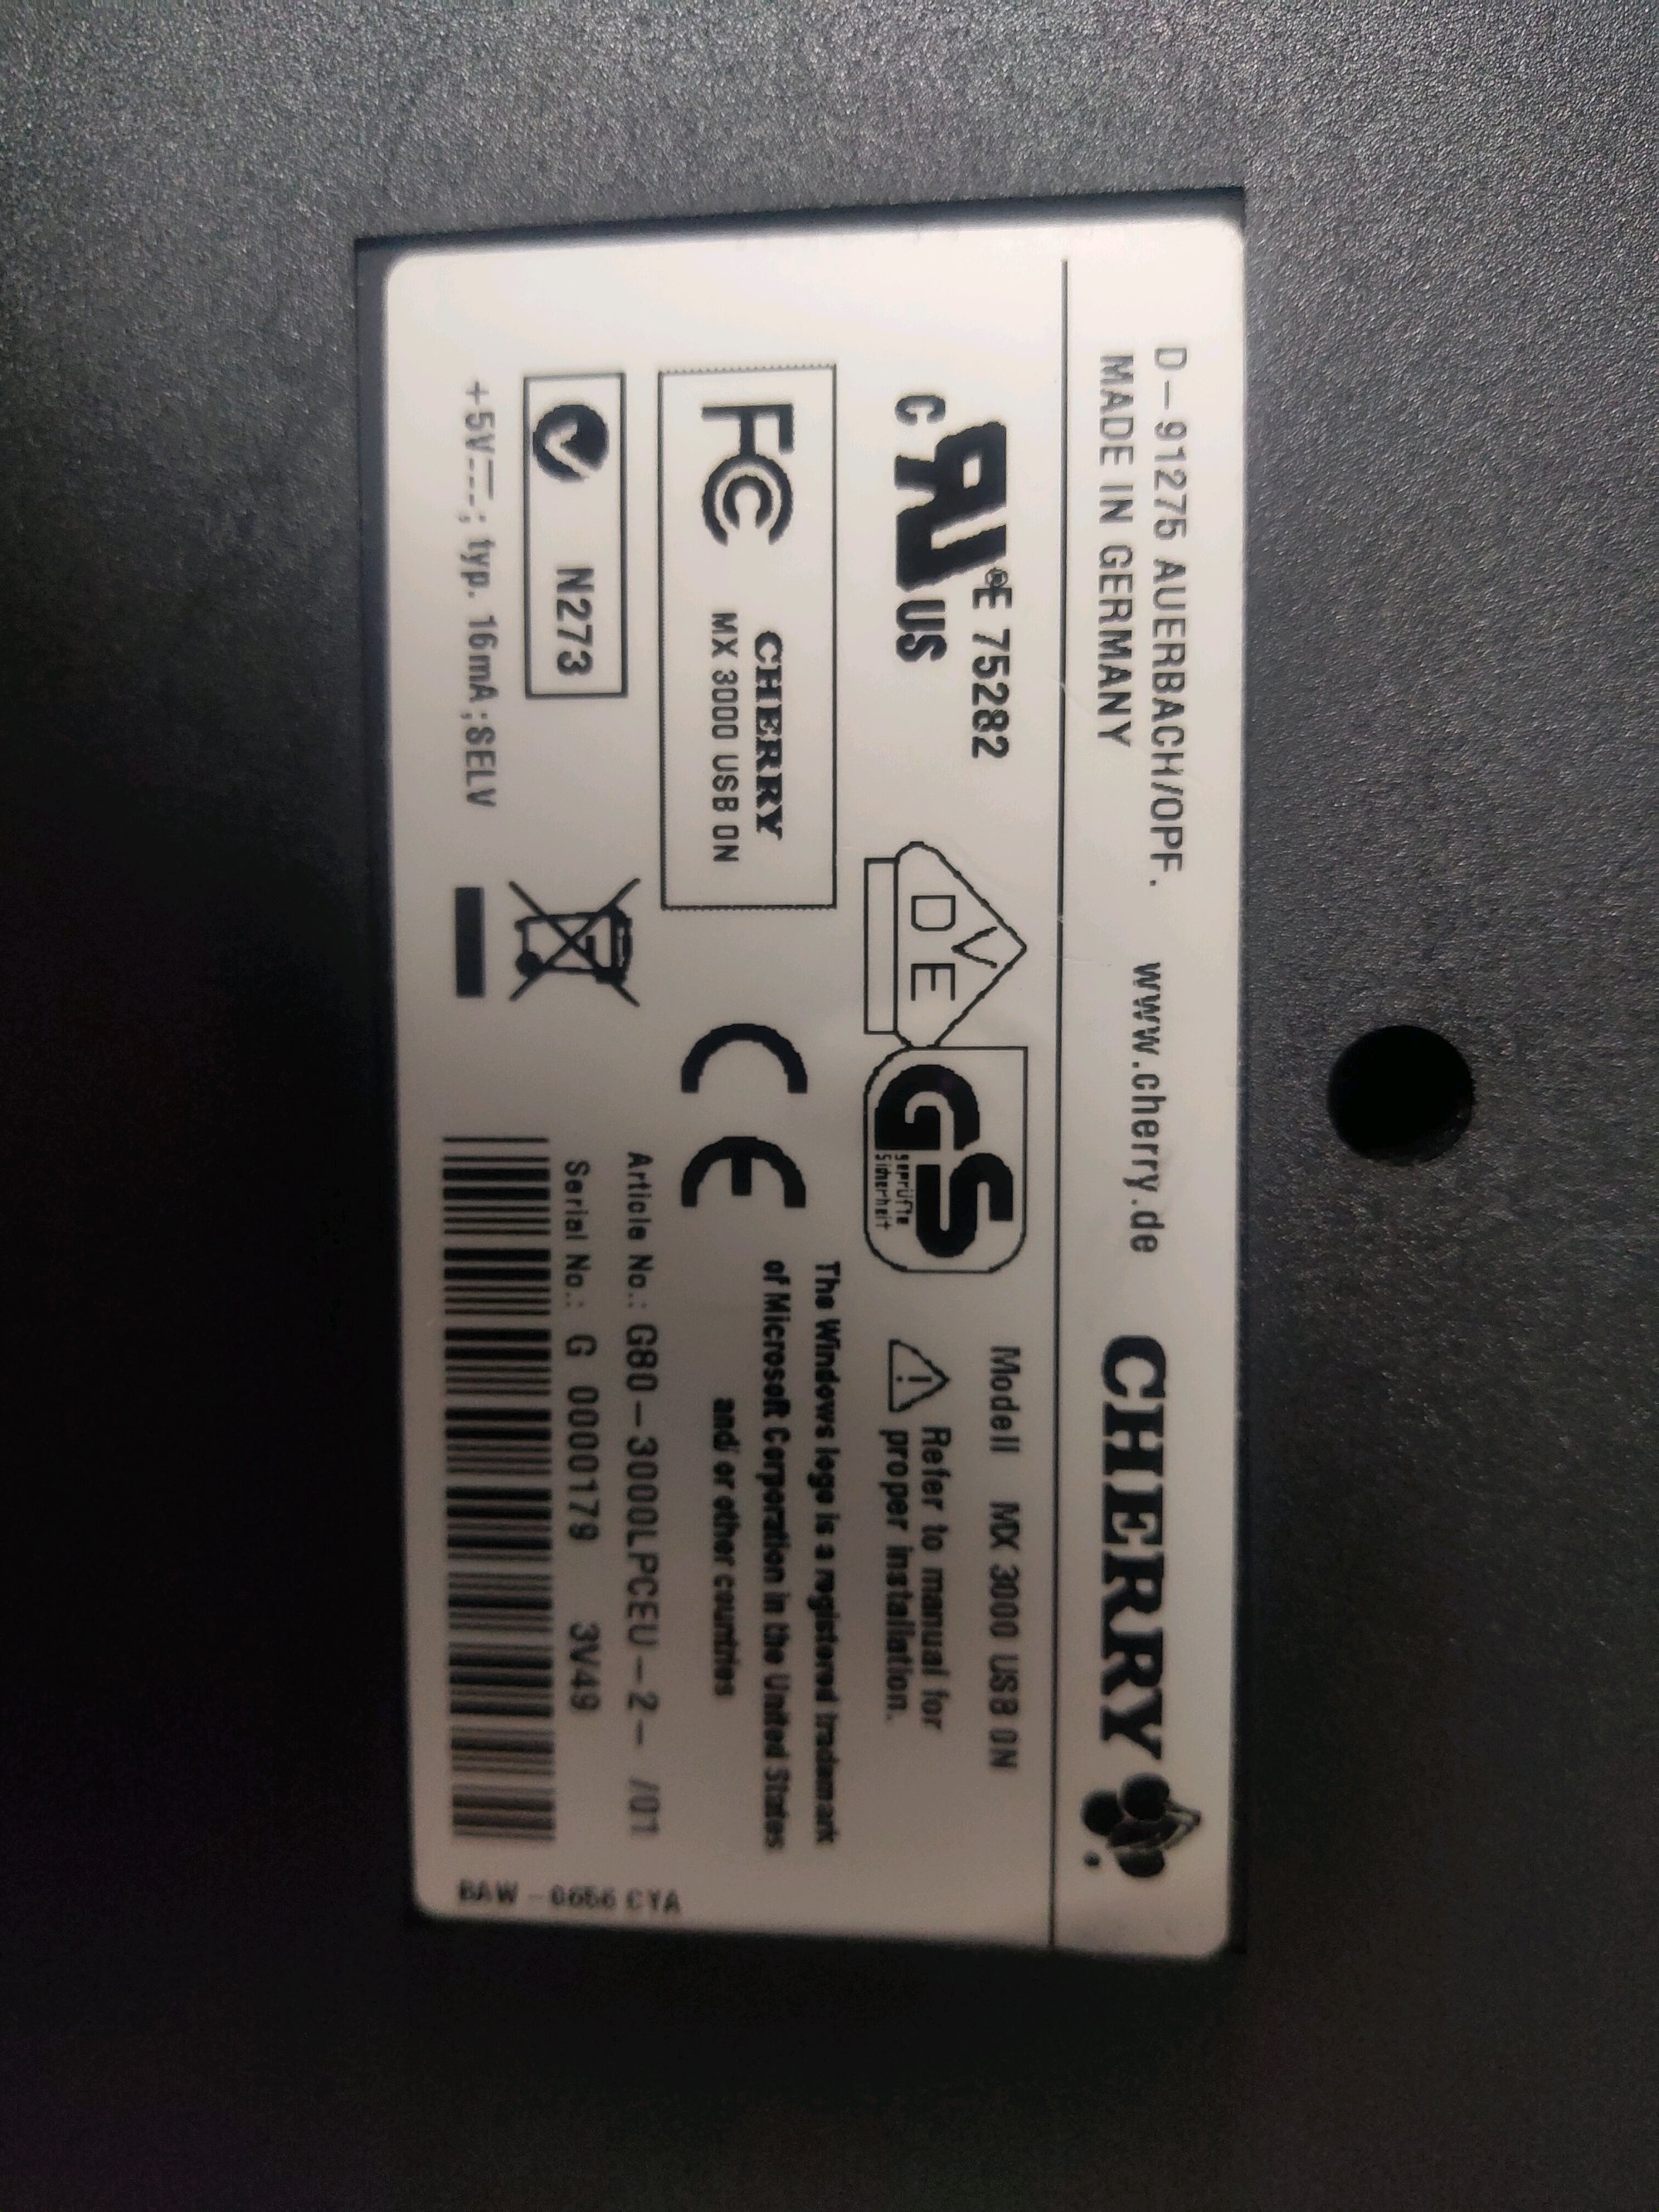 D-91275 AUERBACH/OPF. www.cherry.de CHERRY
MADE IN GERMANY
E 75282
c RU ® US
VDE
GS
geprüfte
Sicherheit
Modell MX 3000 USB ON
Refer to manual for
proper installation.
FC
CHERRY
MX 3000 USB ON
CE
The Windows logo is a registered trademark
of Microsoft Corporation in the United States
and/ or other countries
N273
Article No.: G80-3000LPCEU-2- /01
Serial No.: G 0000179 3V49
+5V⎓; typ. 16mA;SELV
BAW -0656 CYA